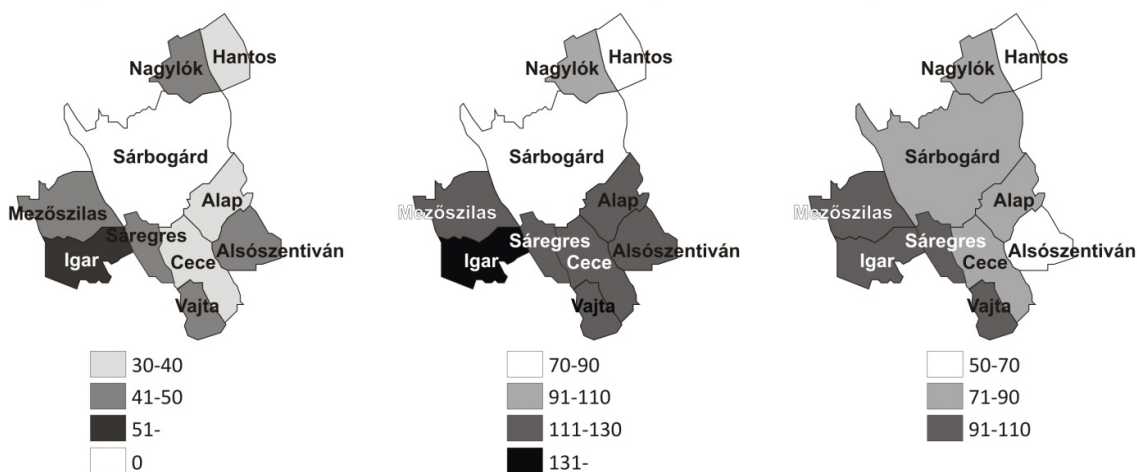 Hantos
Nagylók
Sárbogárd
Alap
Mezőszilas
Sáregres
Alsószentiván
Igar
Cece
Vajta
30-40
41-50
51-
0
Hantos
Nagylók
Sárbogárd
Alap
Mezőszilas
Sáregres
Alsószentiván
Igar
Cece
Vajta
70-90
91-110
111-130
131-
Hantos
Nagylók
Sárbogárd
Alap
Mezőszilas
Sáregres
Alsószentiván
Igar
Cece
Vajta
50-70
71-90
91-110